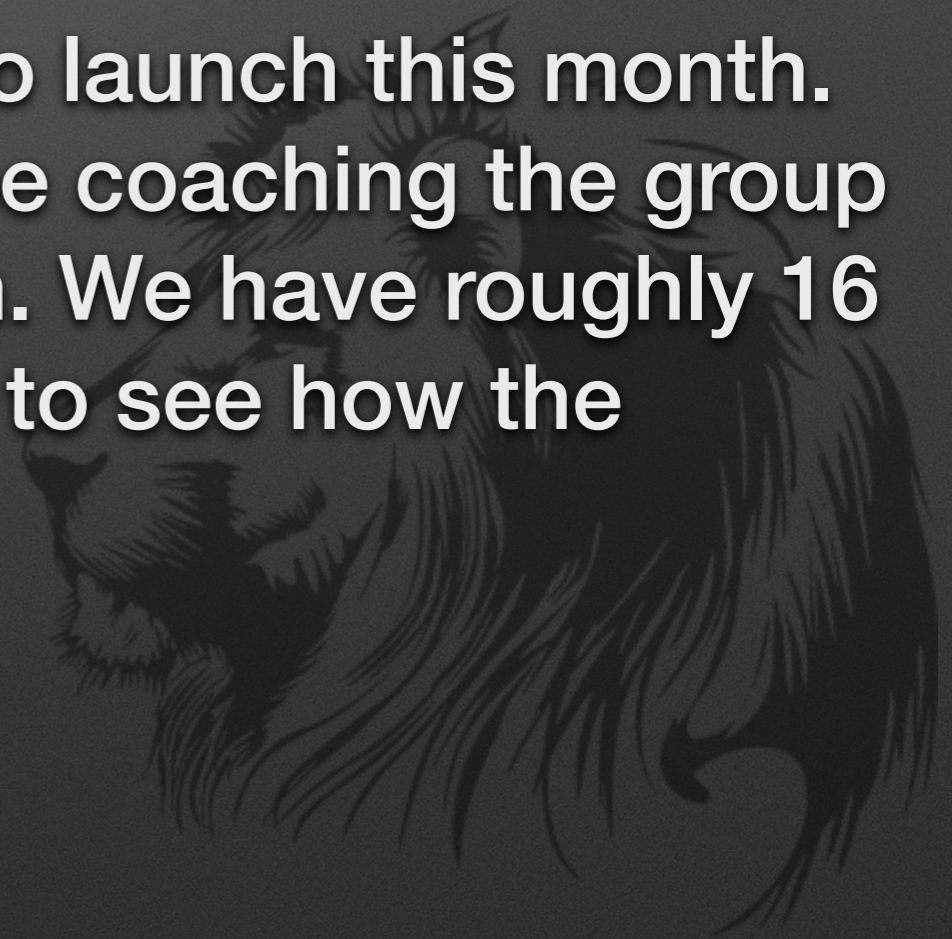 o launch this month.
e coaching the group
. We have roughly 16
to see how the